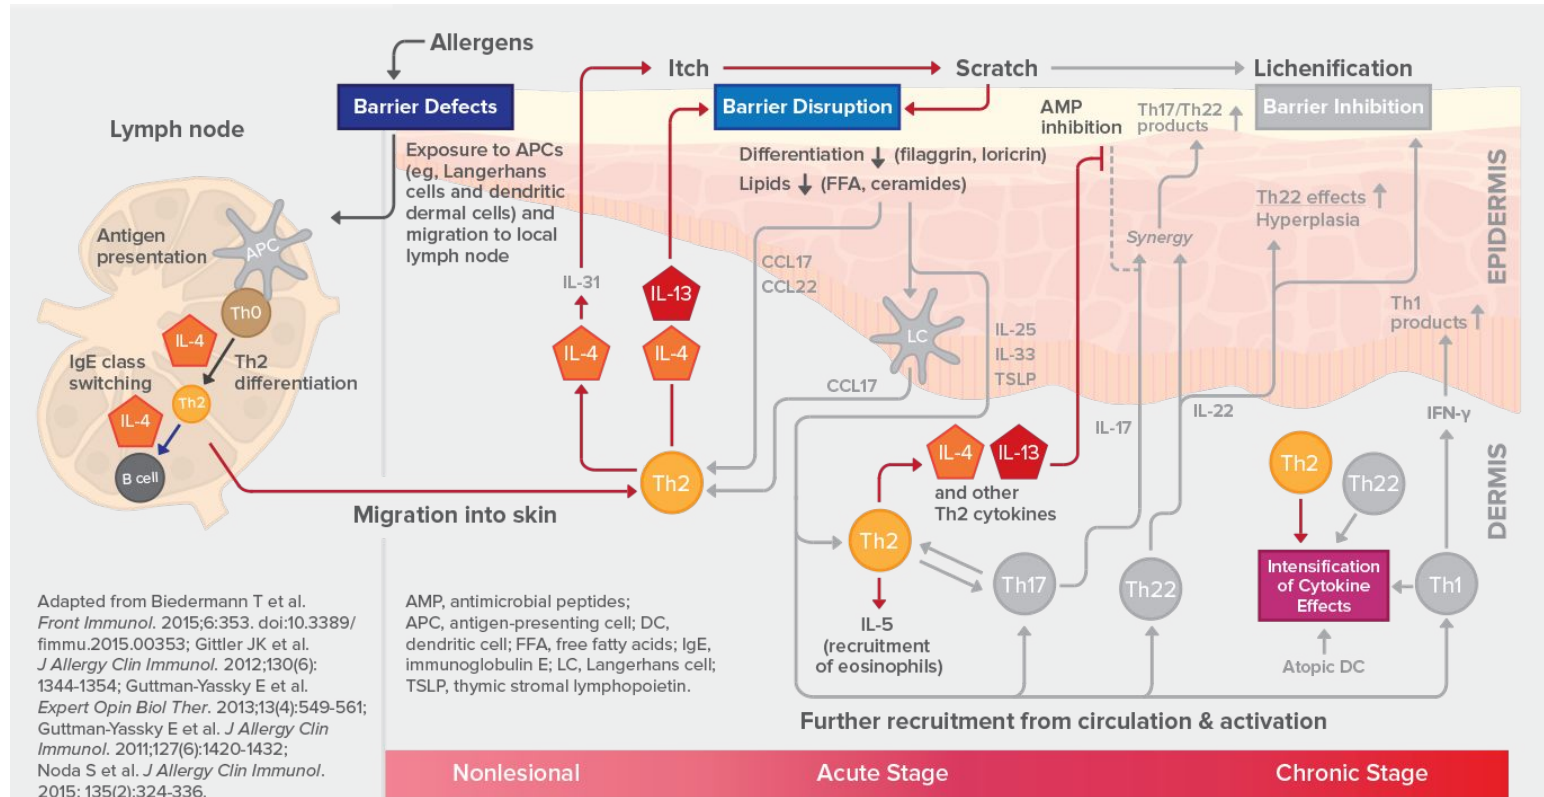 Allergens
Barrier Defects
Lymph node
Exposure to APCs
(eg, Langerhans
cells and dendritic
dermal cells) and
migration to local
lymph node
Antigen
presentation
APC
Th0
IL-4
Th2
differentiation
IgE class
switching
IL-4
Th2
B cell
Migration into skin
Itch
Scratch
Lichenification
Barrier Disruption
Barrier Inhibition
AMP
inhibition
Th17/Th22
products
Differentiation (filaggrin, loricrin)
Lipids (FFA, ceramides)
IL-31
IL-4
IL-13
IL-4
Th2
CCL17
CCL22
LC
CCL17
IL-25
IL-33
TSLP
Synergy
Th22 effects
Hyperplasia
Th1
products
EPIDERMIS
DERMIS
IL-17
IL-22
IFN-γ
IL-4
IL-13
and other
Th2 cytokines
Th2
IL-5
(recruitment
of eosinophils)
Th17
Th22
Th2
Th22
Intensification
of Cytokine
Effects
Th1
Atopic DC
Further recruitment from circulation & activation
Adapted from Biedermann T et al.
Front Immunol. 2015;6:353. doi:10.3389/
fimmu.2015.00353; Gittler JK et al.
J Allergy Clin Immunol. 2012;130(6):
1344-1354; Guttman-Yassky E et al.
Expert Opin Biol Ther. 2013;13(4):549-561;
Guttman-Yassky E et al. J Allergy Clin
Immunol. 2011;127(6):1420-1432;
Noda S et al. J Allergy Clin Immunol.
2015; 135(2):324-336.
AMP, antimicrobial peptides;
APC, antigen-presenting cell; DC,
dendritic cell; FFA, free fatty acids; IgE,
immunoglobulin E; LC, Langerhans cell;
TSLP, thymic stromal lymphopoietin.
Nonlesional
Acute Stage
Chronic Stage